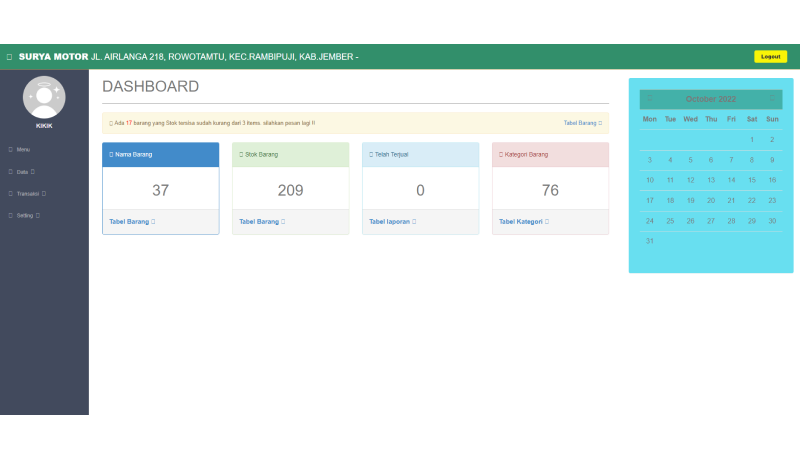 SURYA MOTOR JL. AIRLANGA 218, ROWOTAMTU, KEC.RAMBIPUJI, KAB.JEMBER -
Logout
KIKIK
Menu
Data
Transaksi
Setting
DASHBOARD
Ada 17 barang yang Stok tersisa sudah kurang dari 3 items. silahkan pesan lagi !!
Tabel Barang
Nama Barang
37
Tabel Barang
Stok Barang
209
Tabel Barang
Telah Terjual
0
Tabel laporan
Kategori Barang
76
Tabel Kategori
October 2022
Mon Tue Wed Thu Fri Sat Sun
1 2
3 4 5 6 7 8 9
10 11 12 13 14 15 16
17 18 19 20 21 22 23
24 25 26 27 28 29 30
31